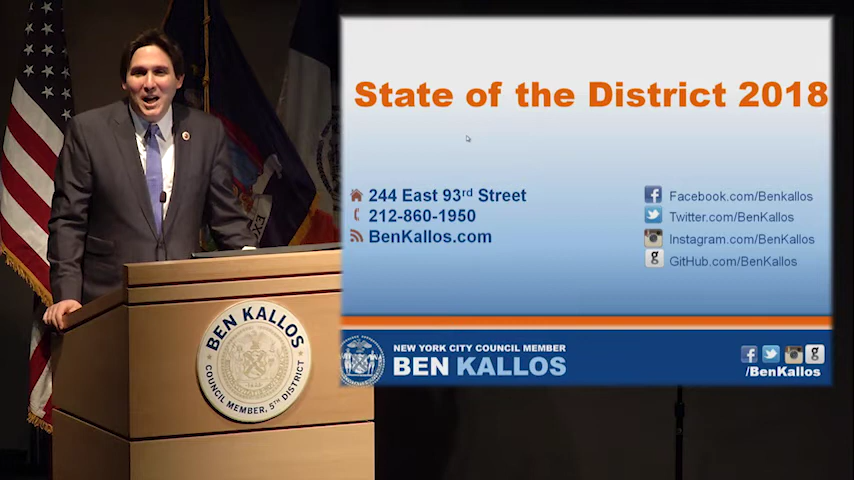 State of the District 2018
244 East 93rd Street
212-860-1950
BenKallos.com
Facebook.com/Benkallos
Twitter.com/BenKallos
Instagram.com/BenKallos
GitHub.com/BenKallos
NEW YORK CITY COUNCIL MEMBER
BEN KALLOS
/BenKallos
BEN KALLOS
COUNCIL MEMBER, 5TH DISTRICT